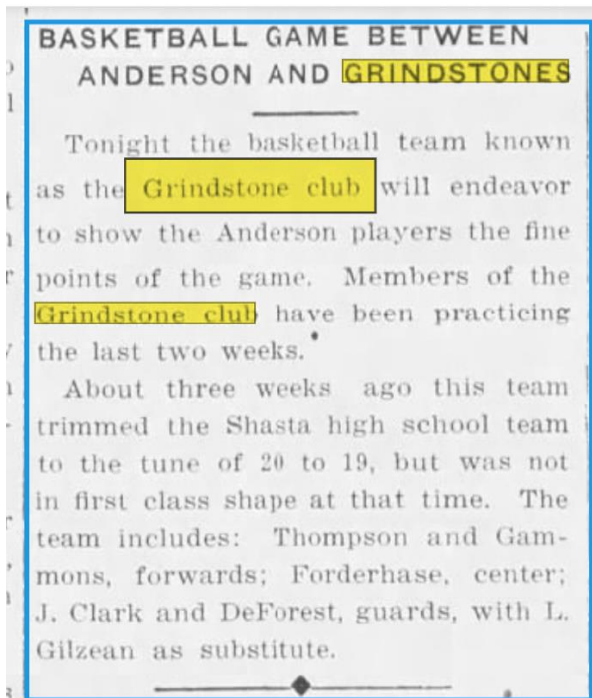 BASKETBALL GAME BETWEEN
ANDERSON AND GRINDSTONES
Tonight the basketball team known
as the Grindstone club will endeavor
to show the Anderson players the fine
points of the game. Members of the
Grindstone club have been practicing
the last two weeks.
About three weeks ago this team
trimmed the Shasta high school team
to the tune of 20 to 19, but was not
in first class shape at that time. The
team includes: Thompson and Gam-
mons, forwards; Forderhase, center;
J. Clark and DeForest, guards, with L.
Gilzean as substitute.